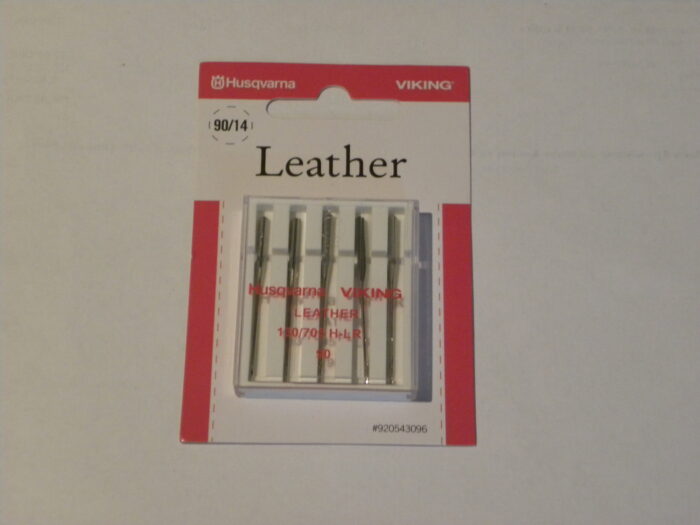 Husqvarna VIKING
90/14
Leather
Husqvarna VIKING
LEATHER
130/705 H-LR
90
#920543096